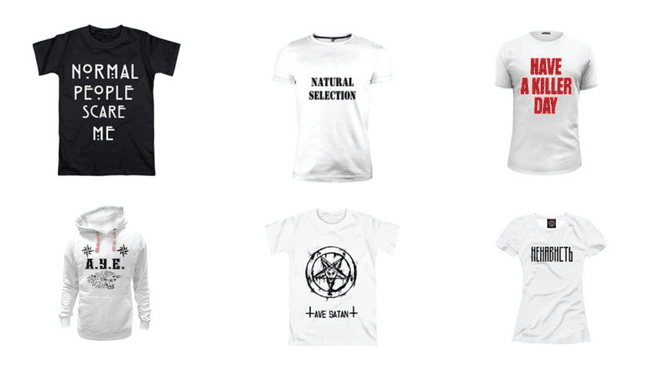 NORMAL
PEOPLE
SCARE
ME
NATURAL
SELECTION
HAVE
A KILLER
DAY
А.У.Е.
AVE SATAN
НЕНАВИСТЬ